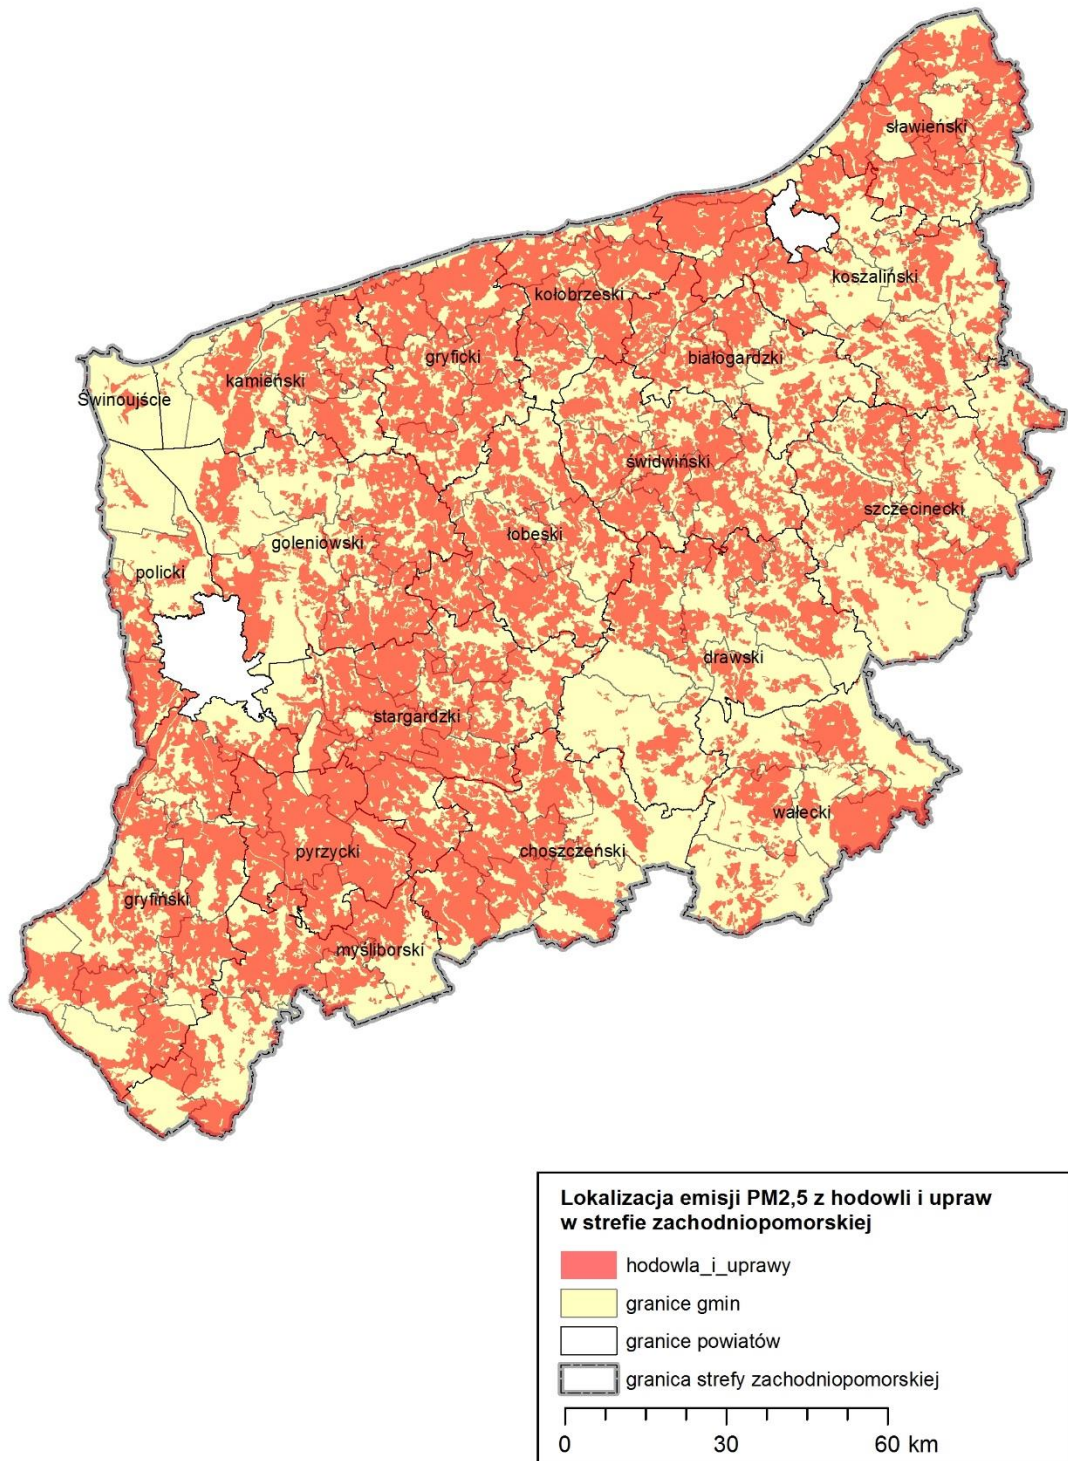 sławieński
koszaliński
kołobrzeski
białogardzki
gryficki
kamieński
Świnoujście
świdwiński
szczecinecki
łobeski
goleniowski
policki
drawski
stargardzki
wałecki
pyrzycki
choszczeński
gryfiński
myśliborski
Lokalizacja emisji PM2,5 z hodowli i upraw
w strefie zachodniopomorskiej
hodowla_i_uprawy
granice gmin
granice powiatów
granica strefy zachodniopomorskiej
0 30 60 km